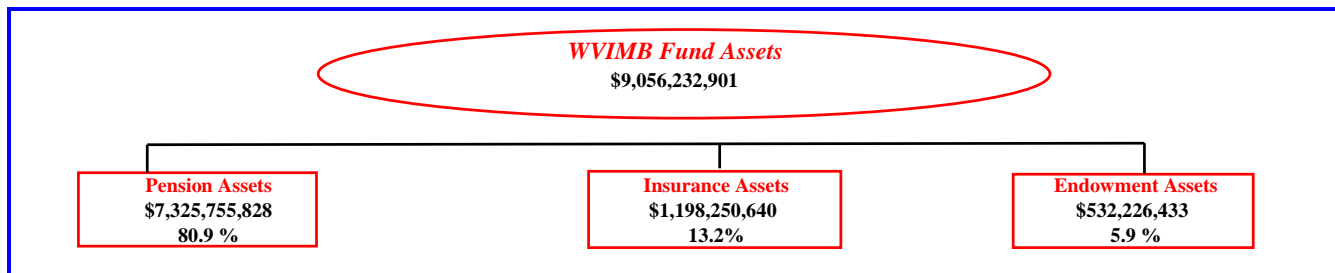 WVIMB Fund Assets
$9,056,232,901
Pension Assets
$7,325,755,828
80.9 %
Insurance Assets
$1,198,250,640
13.2%
Endowment Assets
$532,226,433
5.9 %